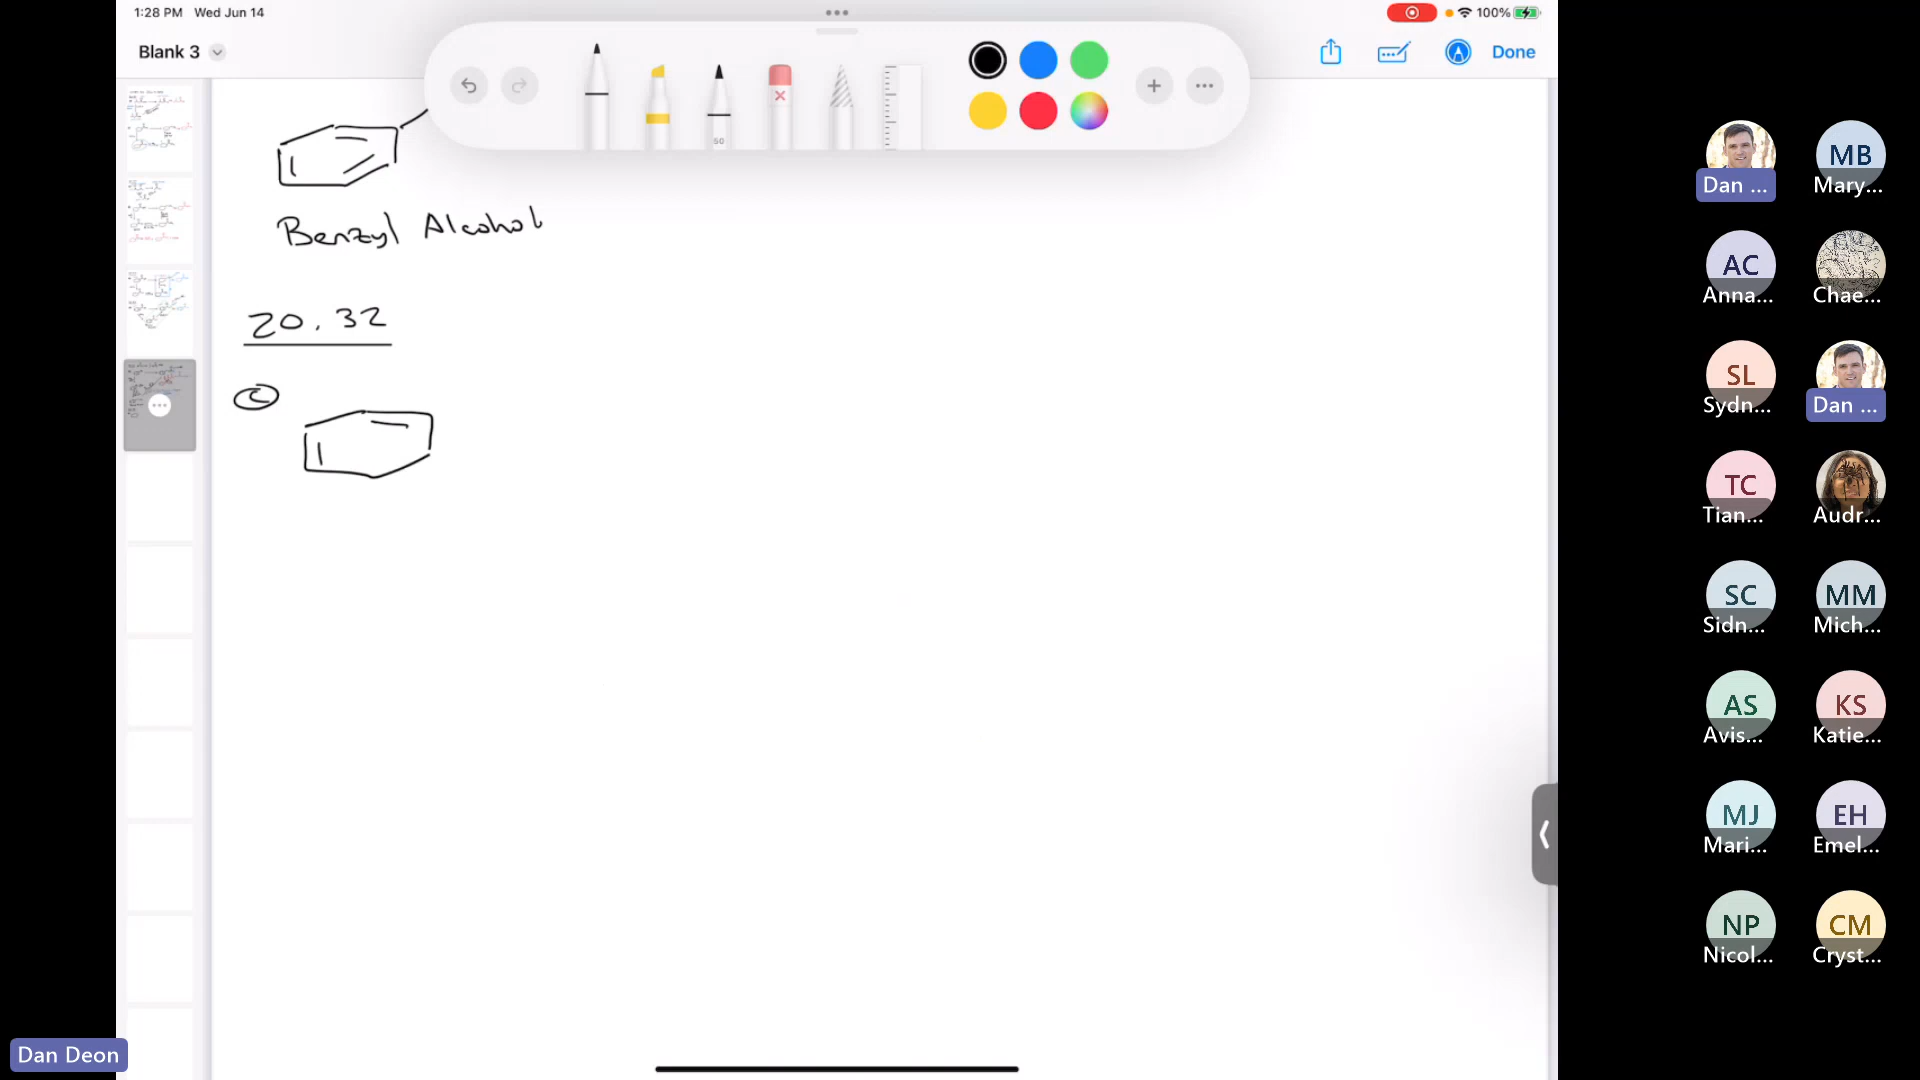 1:28 PM Wed Jun 14
100%
Blank 3
Done
50
Benzyl Alcohol
20.32
c
Dan ...
MB
Mary...
AC
Anna...
Chae...
SL
Sydn...
Dan ...
TC
Tian...
Audr...
SC
Sidn...
MM
Mich...
AS
Avis...
KS
Katie...
MJ
Mari...
EH
Emel...
NP
Nicol...
CM
Cryst...
Dan Deon